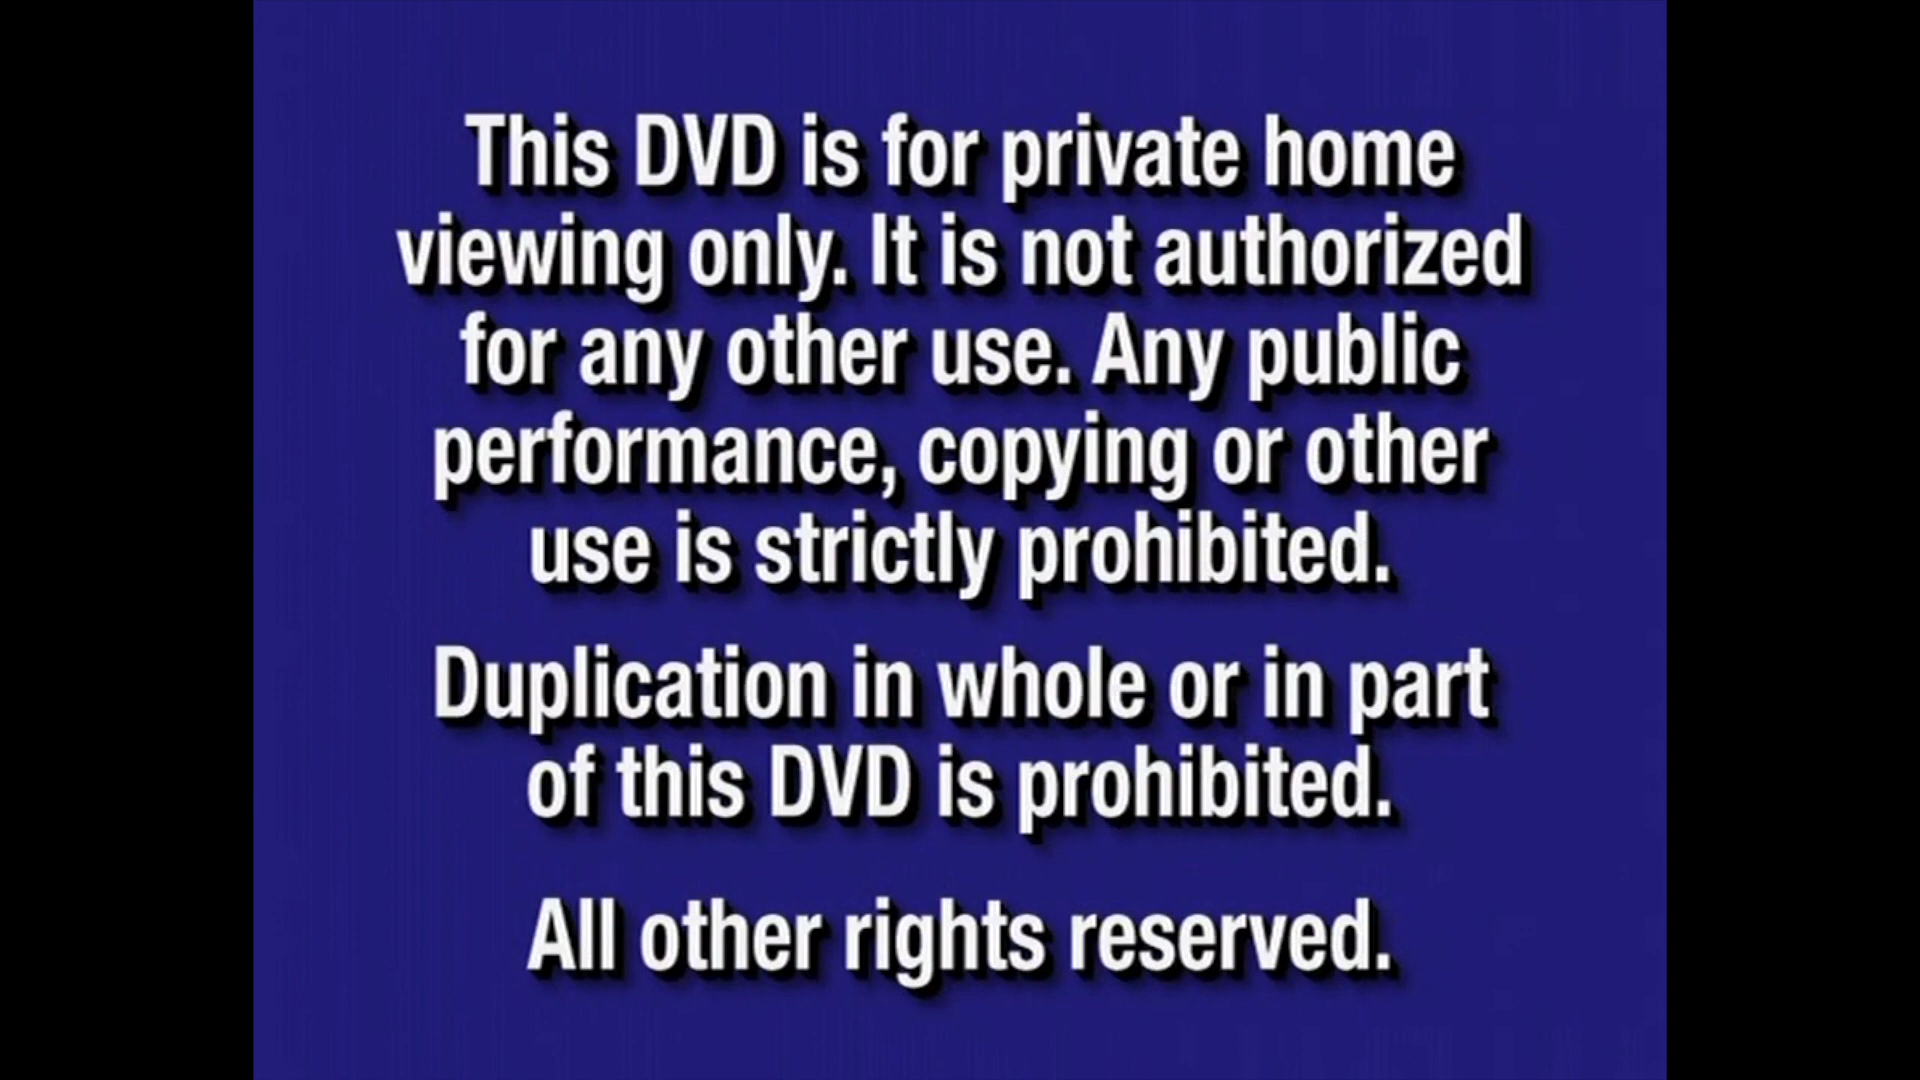 This DVD is for private home
viewing only. It is not authorized
for any other use. Any public
performance, copying or other
use is strictly prohibited.
Duplication in whole or in part
of this DVD is prohibited.
All other rights reserved.